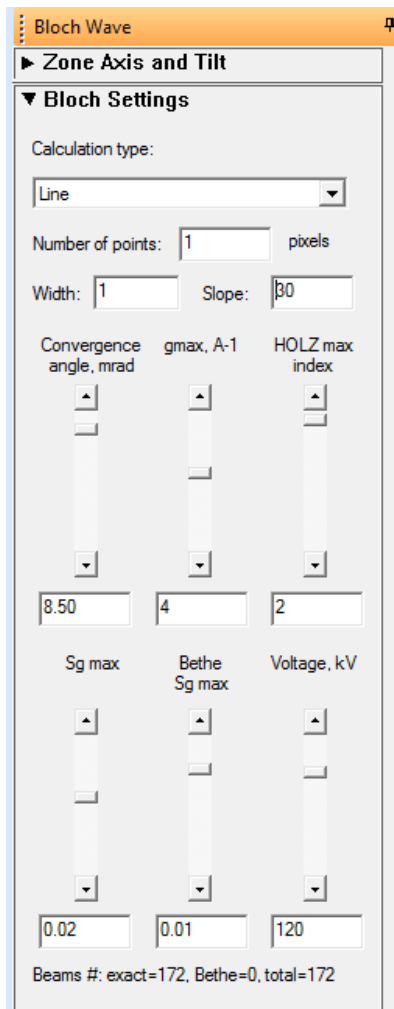 Bloch Wave
Zone Axis and Tilt
Bloch Settings
Calculation type:
Line
Number of points: 1 pixels
Width: 1 Slope: 30
Convergence angle, mrad
gmax, A-1
HOLZ max index
8.50 4 2
Sg max
Bethe Sg max
Voltage, kV
0.02 0.01 120
Beams #: exact=172, Bethe=0, total=172